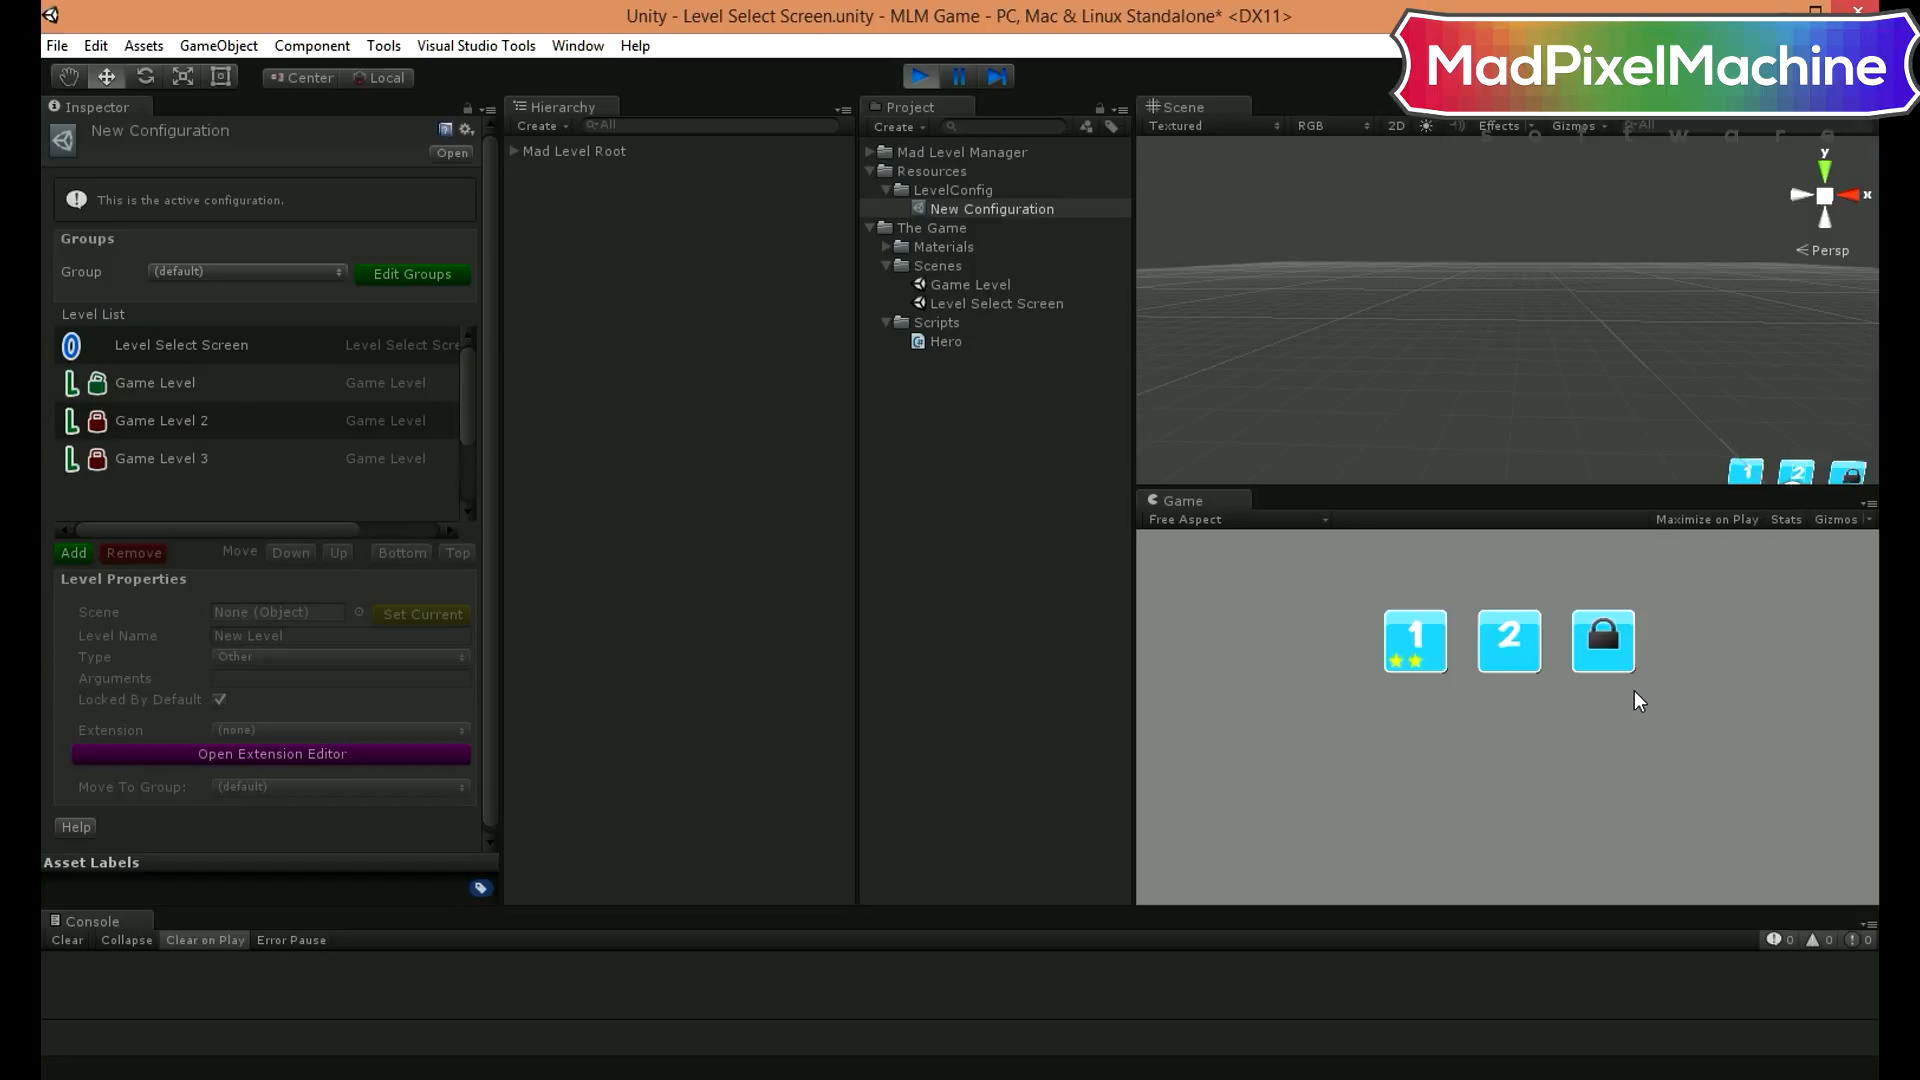 Unity - Level Select Screen.unity - MLM Game - PC, Mac & Linux Standalone* <DX11>
File Edit Assets GameObject Component Tools Visual Studio Tools Window Help
MadPixelMachine
s o f t w a r e
Center Local
Inspector
New Configuration
Open
This is the active configuration.
Groups
Group (default) Edit Groups
Level List
Level Select Screen Level Select Scre
Game Level Game Level
Game Level 2 Game Level
Game Level 3 Game Level
Add Remove Move Down Up Bottom Top
Level Properties
Scene None (Object) Set Current
Level Name New Level
Type Other
Arguments
Locked By Default
Extension (none)
Open Extension Editor
Move To Group: (default)
Help
Asset Labels
Hierarchy
Create All
Mad Level Root
Project
Create
Mad Level Manager
Resources
LevelConfig
New Configuration
The Game
Materials
Scenes
Game Level
Level Select Screen
Scripts
Hero
Scene
Textured RGB 2D Effects Gizmos All
y
x
Persp
1 2
Game
Free Aspect Maximize on Play Stats Gizmos
1 2
Console
Clear Collapse Clear on Play Error Pause 0 0 0